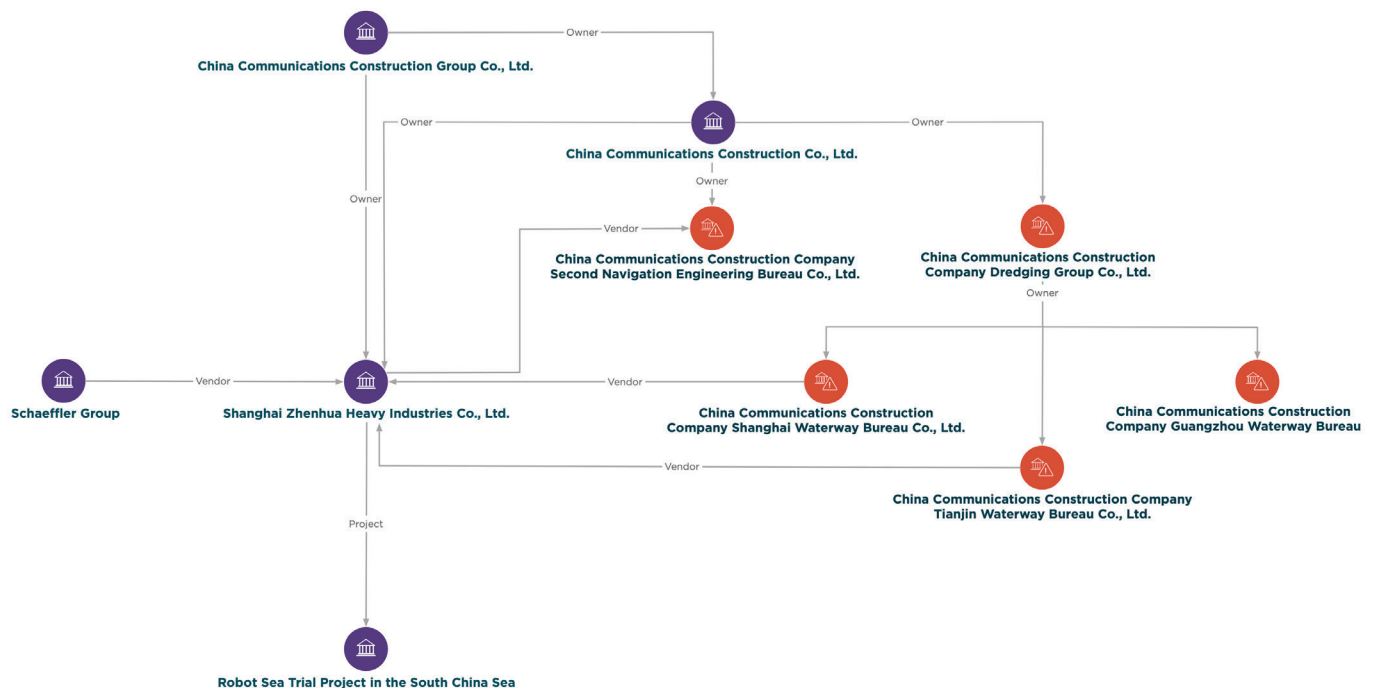 Owner
China Communications Construction Group Co., Ltd.
Owner
Owner
China Communications Construction Co., Ltd.
Owner
Owner
Vendor
China Communications Construction Company
Second Navigation Engineering Bureau Co., Ltd.
China Communications Construction
Company Dredging Group Co., Ltd.
Owner
Vendor
Schaeffler Group
Shanghai Zhenhua Heavy Industries Co., Ltd.
Vendor
China Communications Construction
Company Shanghai Waterway Bureau Co., Ltd.
China Communications Construction
Company Guangzhou Waterway Bureau
Vendor
China Communications Construction Company
Tianjin Waterway Bureau Co., Ltd.
Project
Robot Sea Trial Project in the South China Sea